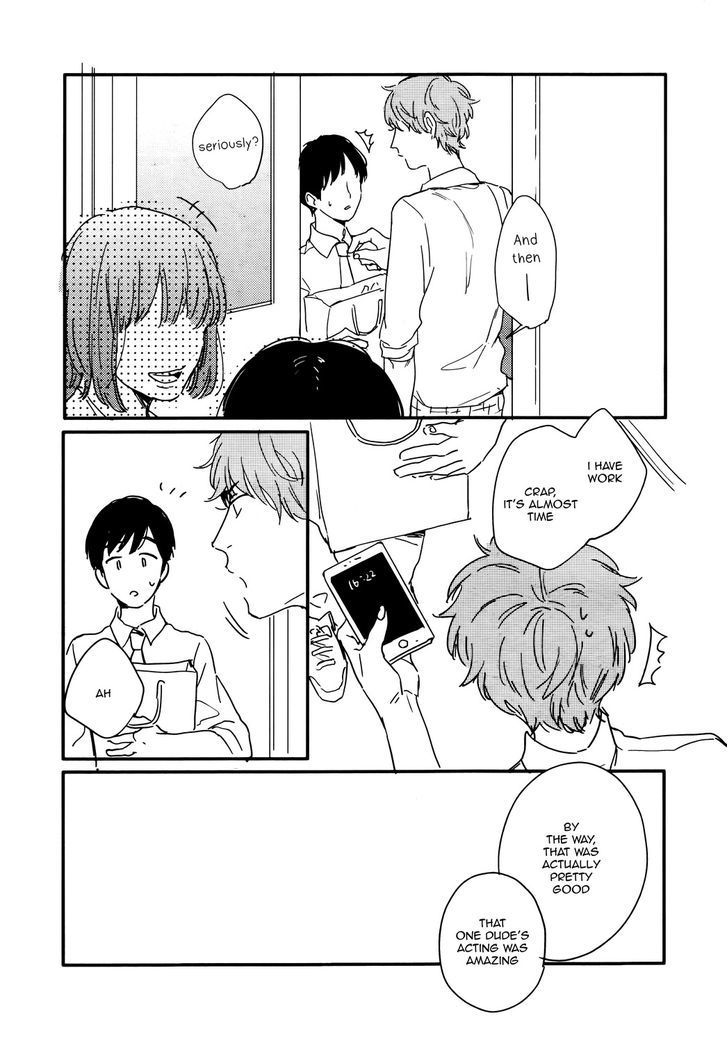 And
then
—
seriously?
I HAVE
WORK
CRAP,
IT'S ALMOST
TIME
16:22
AH
BY
THE WAY,
THAT WAS
ACTUALLY
PRETTY
GOOD
THAT
ONE DUDE'S
ACTING WAS
AMAZING